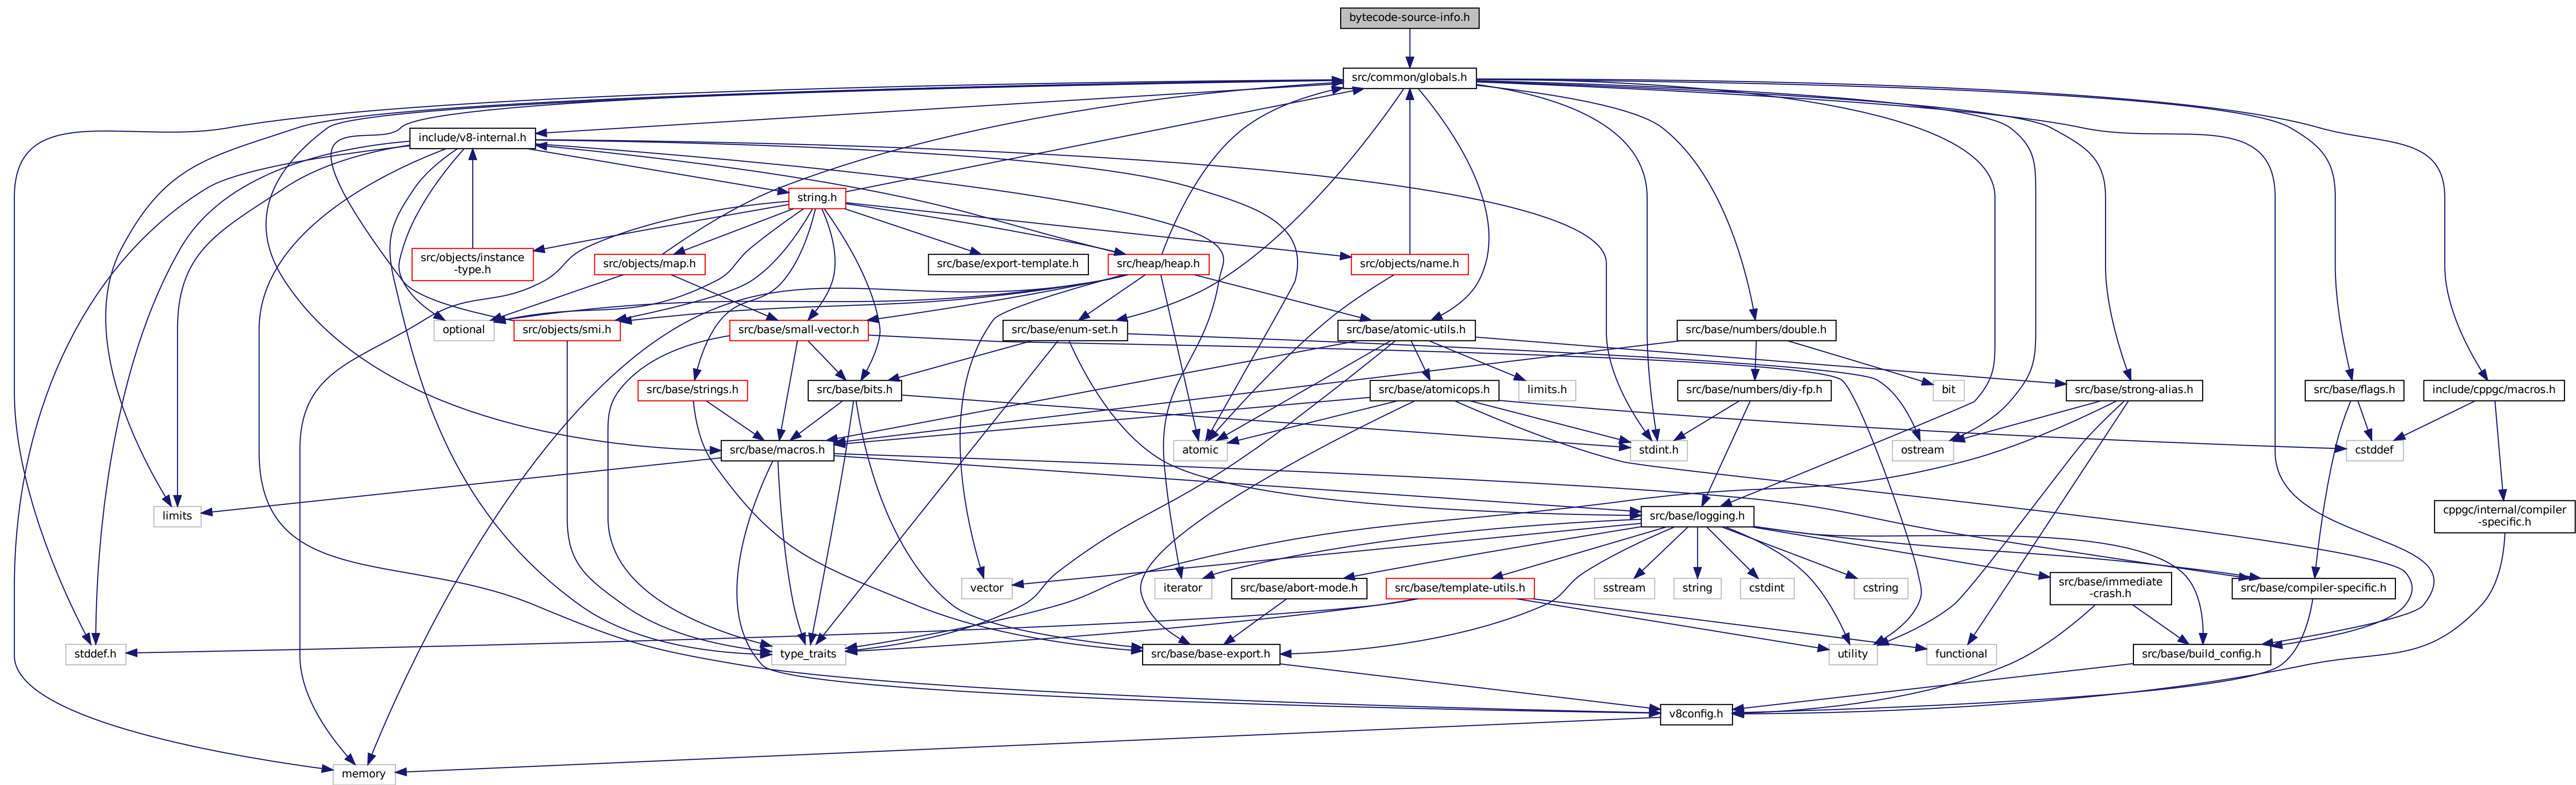 bytecode-source-info.h
src/common/globals.h
include/v8-internal.h
string.h
src/objects/instance
-type.h
src/objects/map.h
src/base/export-template.h
src/heap/heap.h
src/objects/name.h
optional
src/objects/smi.h
src/base/small-vector.h
src/base/enum-set.h
src/base/atomic-utils.h
src/base/numbers/double.h
src/base/strings.h
src/base/bits.h
src/base/atomicops.h
limits.h
src/base/numbers/diy-fp.h
bit
src/base/strong-alias.h
src/base/flags.h
include/cppgc/macros.h
src/base/macros.h
atomic
stdint.h
ostream
cstddef
limits
src/base/logging.h
cppgc/internal/compiler
-specific.h
vector
iterator
src/base/abort-mode.h
src/base/template-utils.h
sstream
string
cstdint
cstring
src/base/immediate
-crash.h
src/base/compiler-specific.h
stddef.h
type_traits
src/base/base-export.h
utility
functional
src/base/build_config.h
v8config.h
memory